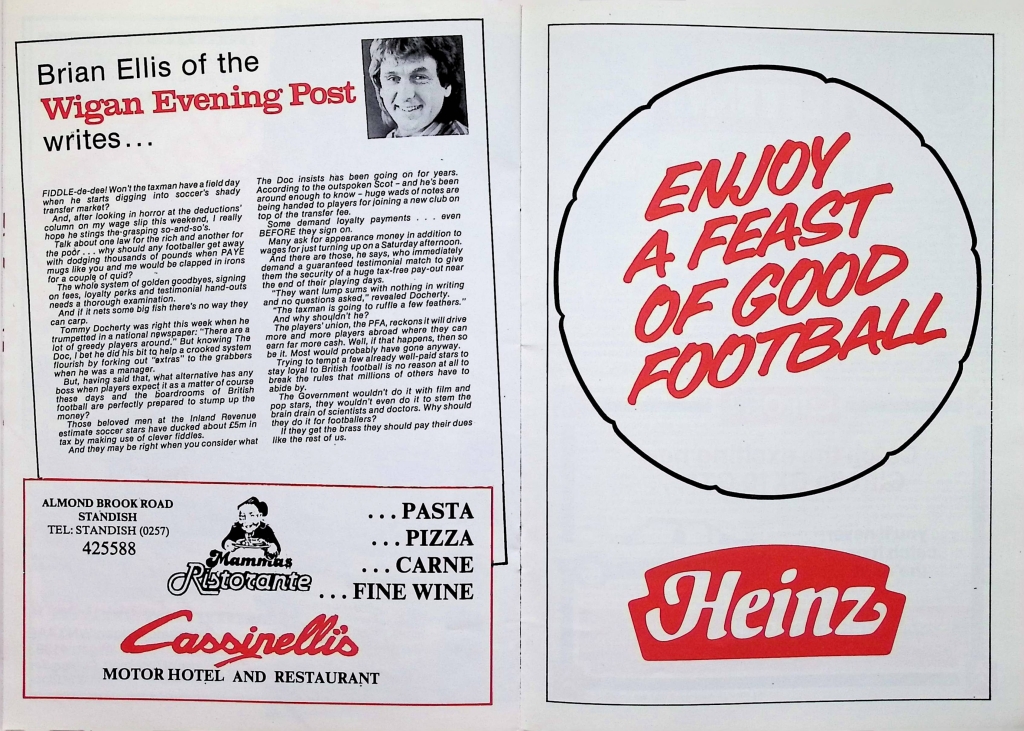 Brian Ellis of the
Wigan Evening Post
writes...
FIDDLE-de-dee! Won't the taxman have a field day
when he starts digging into soccer's shady
transfer market?
And, after looking in horror at the deductions'
column on my wage slip this weekend, I really
hope he stings the grasping so-and-so's.
Talk about one law for the rich and another for
the poor . . . why should any footballer get away
with dodging thousands of pounds when PAYE
mugs like you and me would be clapped in irons
for a couple of quid?
The whole system of golden goodbyes, signing
on fees, loyalty perks and testimonial hand-outs
needs a thorough examination.
And if it nets some big fish there's no way they
can carp.
Tommy Docherty was right this week when he
trumpetted in a national newspaper: "There are a
lot of greedy players around." But knowing The
Doc, I bet he did his bit to help a crooked system
flourish by forking out "extras" to the grabbers
when he was a manager.
But, having said that, what alternative has any
boss when players expect it as a matter of course
these days and the boardrooms of British
football are perfectly prepared to stump up the
money?
Those beloved men at the Inland Revenue
estimate soccer stars have ducked about £5m in
tax by making use of clever fiddles.
And they may be right when you consider what
The Doc insists has been going on for years.
According to the outspoken Scot – and he's been
around enough to know – huge wads of notes are
being handed to players for joining a new club on
top of the transfer fee.
Some demand loyalty payments . . . even
BEFORE they sign on.
Many ask for appearance money in addition to
wages for just turning up on a Saturday afternoon.
And there are those, he says, who immediately
demand a guaranteed testimonial match to give
them the security of a huge tax-free pay-out near
the end of their playing days.
"They want lump sums with nothing in writing
and no questions asked," revealed Docherty.
"The taxman is going to ruffle a few feathers."
And why shouldn't he?
The players' union, the PFA, reckons it will drive
more and more players abroad where they can
earn far more cash. Well, if that happens, then so
be it. Most would probably have gone anyway.
Trying to tempt a few already well-paid stars to
stay loyal to British football is no reason at all to
break the rules that millions of others have to
abide by.
The Government wouldn't do it with film and
pop stars, they wouldn't even do it to stem the
brain drain of scientists and doctors. Why should
they do it for footballers?
If they get the brass they should pay their dues
like the rest of us.
ALMOND BROOK ROAD
STANDISH
TEL: STANDISH (0257)
425588
Mammas
Ristorante
...PASTA
...PIZZA
...CARNE
...FINE WINE
Cassinelli's
MOTOR HOTEL AND RESTAURANT
ENJOY
A FEAST
OF GOOD
FOOTBALL
Heinz